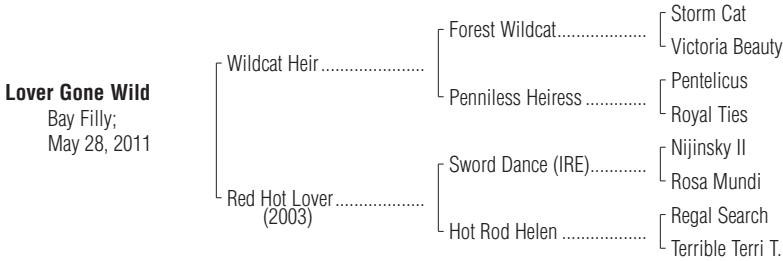 Lover Gone Wild
Bay Filly;
May 28, 2011
Wildcat Heir......................
Red Hot Lover..................
(2003)
Forest Wildcat..................
Penniless Heiress ............
Sword Dance (IRE)...........
Hot Rod Helen .................
Storm Cat
Victoria Beauty
Pentelicus
Royal Ties
Nijinsky II
Rosa Mundi
Regal Search
Terrible Terri T.